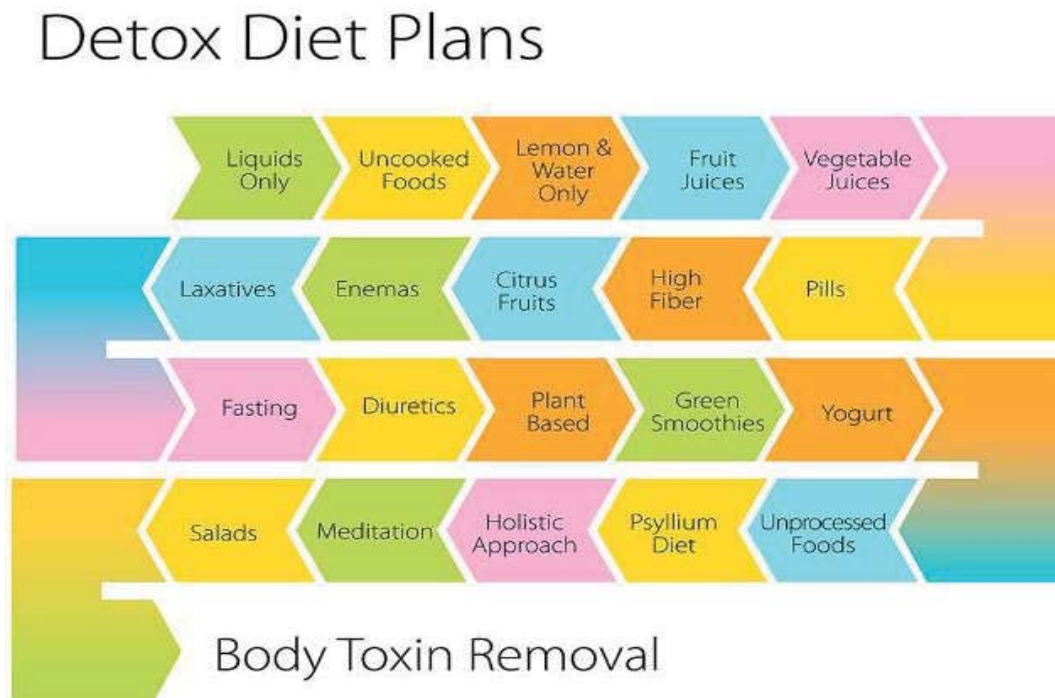 Detox Diet Plans
Liquids
Only
Uncooked
Foods
Lemon &
Water
Only
Fruit
Juices
Vegetable
Juices
Laxatives
Enemas
Citrus
Fruits
High
Fiber
Pills
Fasting
Diuretics
Plant
Based
Green
Smoothies
Yogurt
Salads
Meditation
Holistic
Approach
Psyllium
Diet
Unprocessed
Foods
Body Toxin Removal